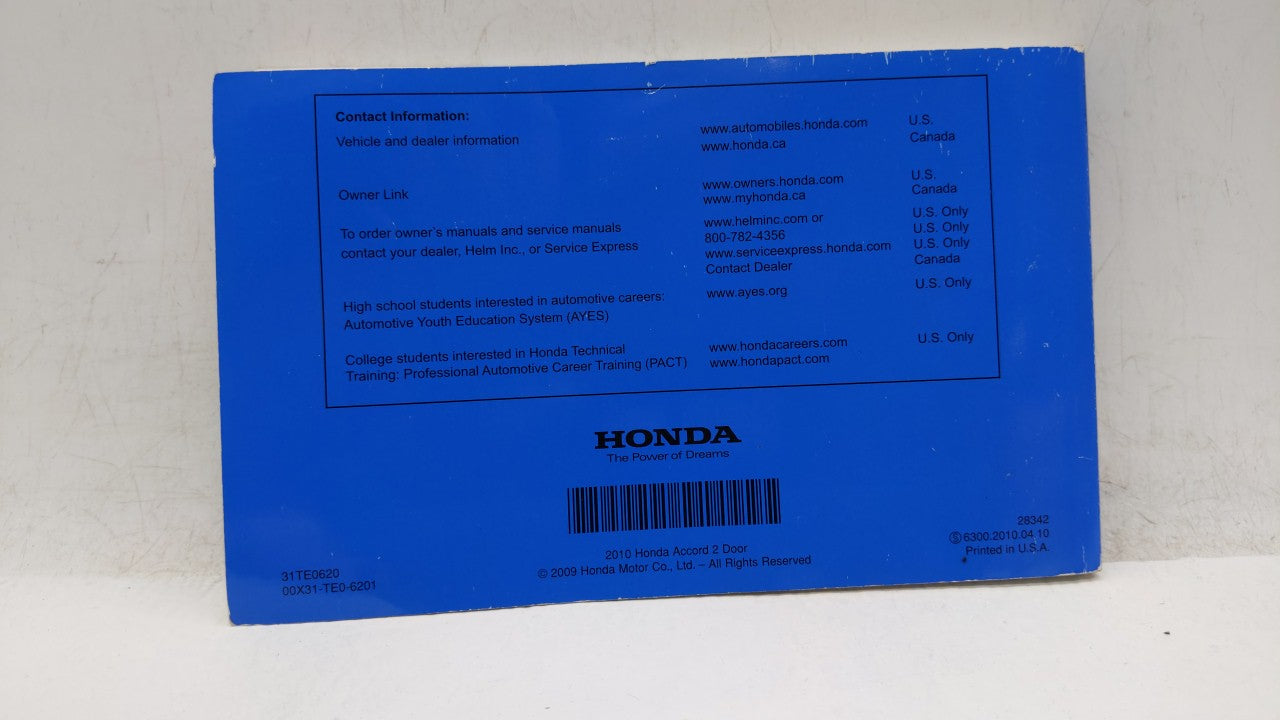 Contact Information:
Vehicle and dealer information www.automobiles.honda.com U.S.
www.honda.ca Canada
Owner Link www.owners.honda.com U.S.
www.myhonda.ca Canada
To order owner's manuals and service manuals www.helminc.com or U.S. Only
800-782-4356 U.S. Only
contact your dealer, Helm Inc., or Service Express www.serviceexpress.honda.com U.S. Only
Contact Dealer Canada
High school students interested in automotive careers: www.ayes.org U.S. Only
Automotive Youth Education System (AYES)
College students interested in Honda Technical www.hondacareers.com U.S. Only
Training: Professional Automotive Career Training (PACT) www.hondapact.com
HONDA
The Power of Dreams
2010 Honda Accord 2 Door
© 2009 Honda Motor Co., Ltd. – All Rights Reserved
31TE0620
00X31-TE0-6201
28342
Ⓢ6300.2010.04.10
Printed in U.S.A.